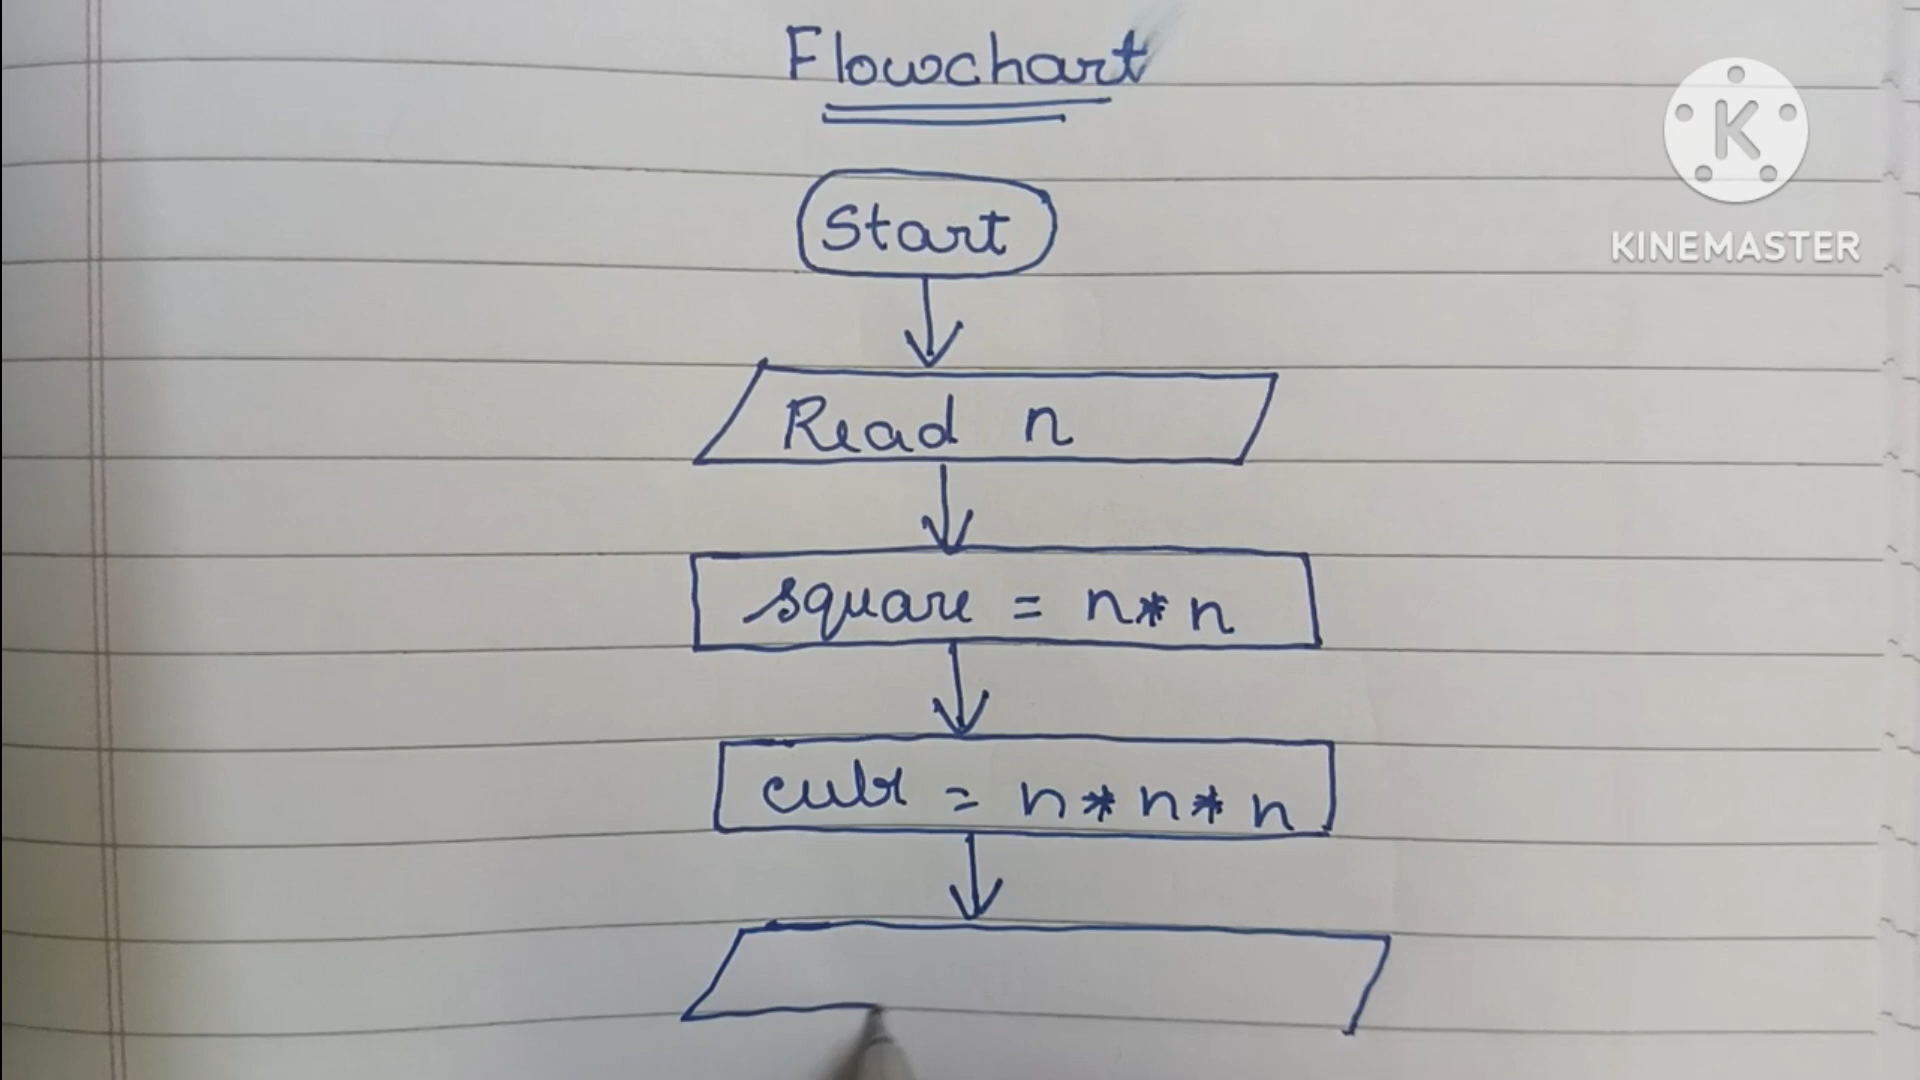 Flowchart
K
KINEMASTER
Start
Read n
square = n*n
cube = n*n*n